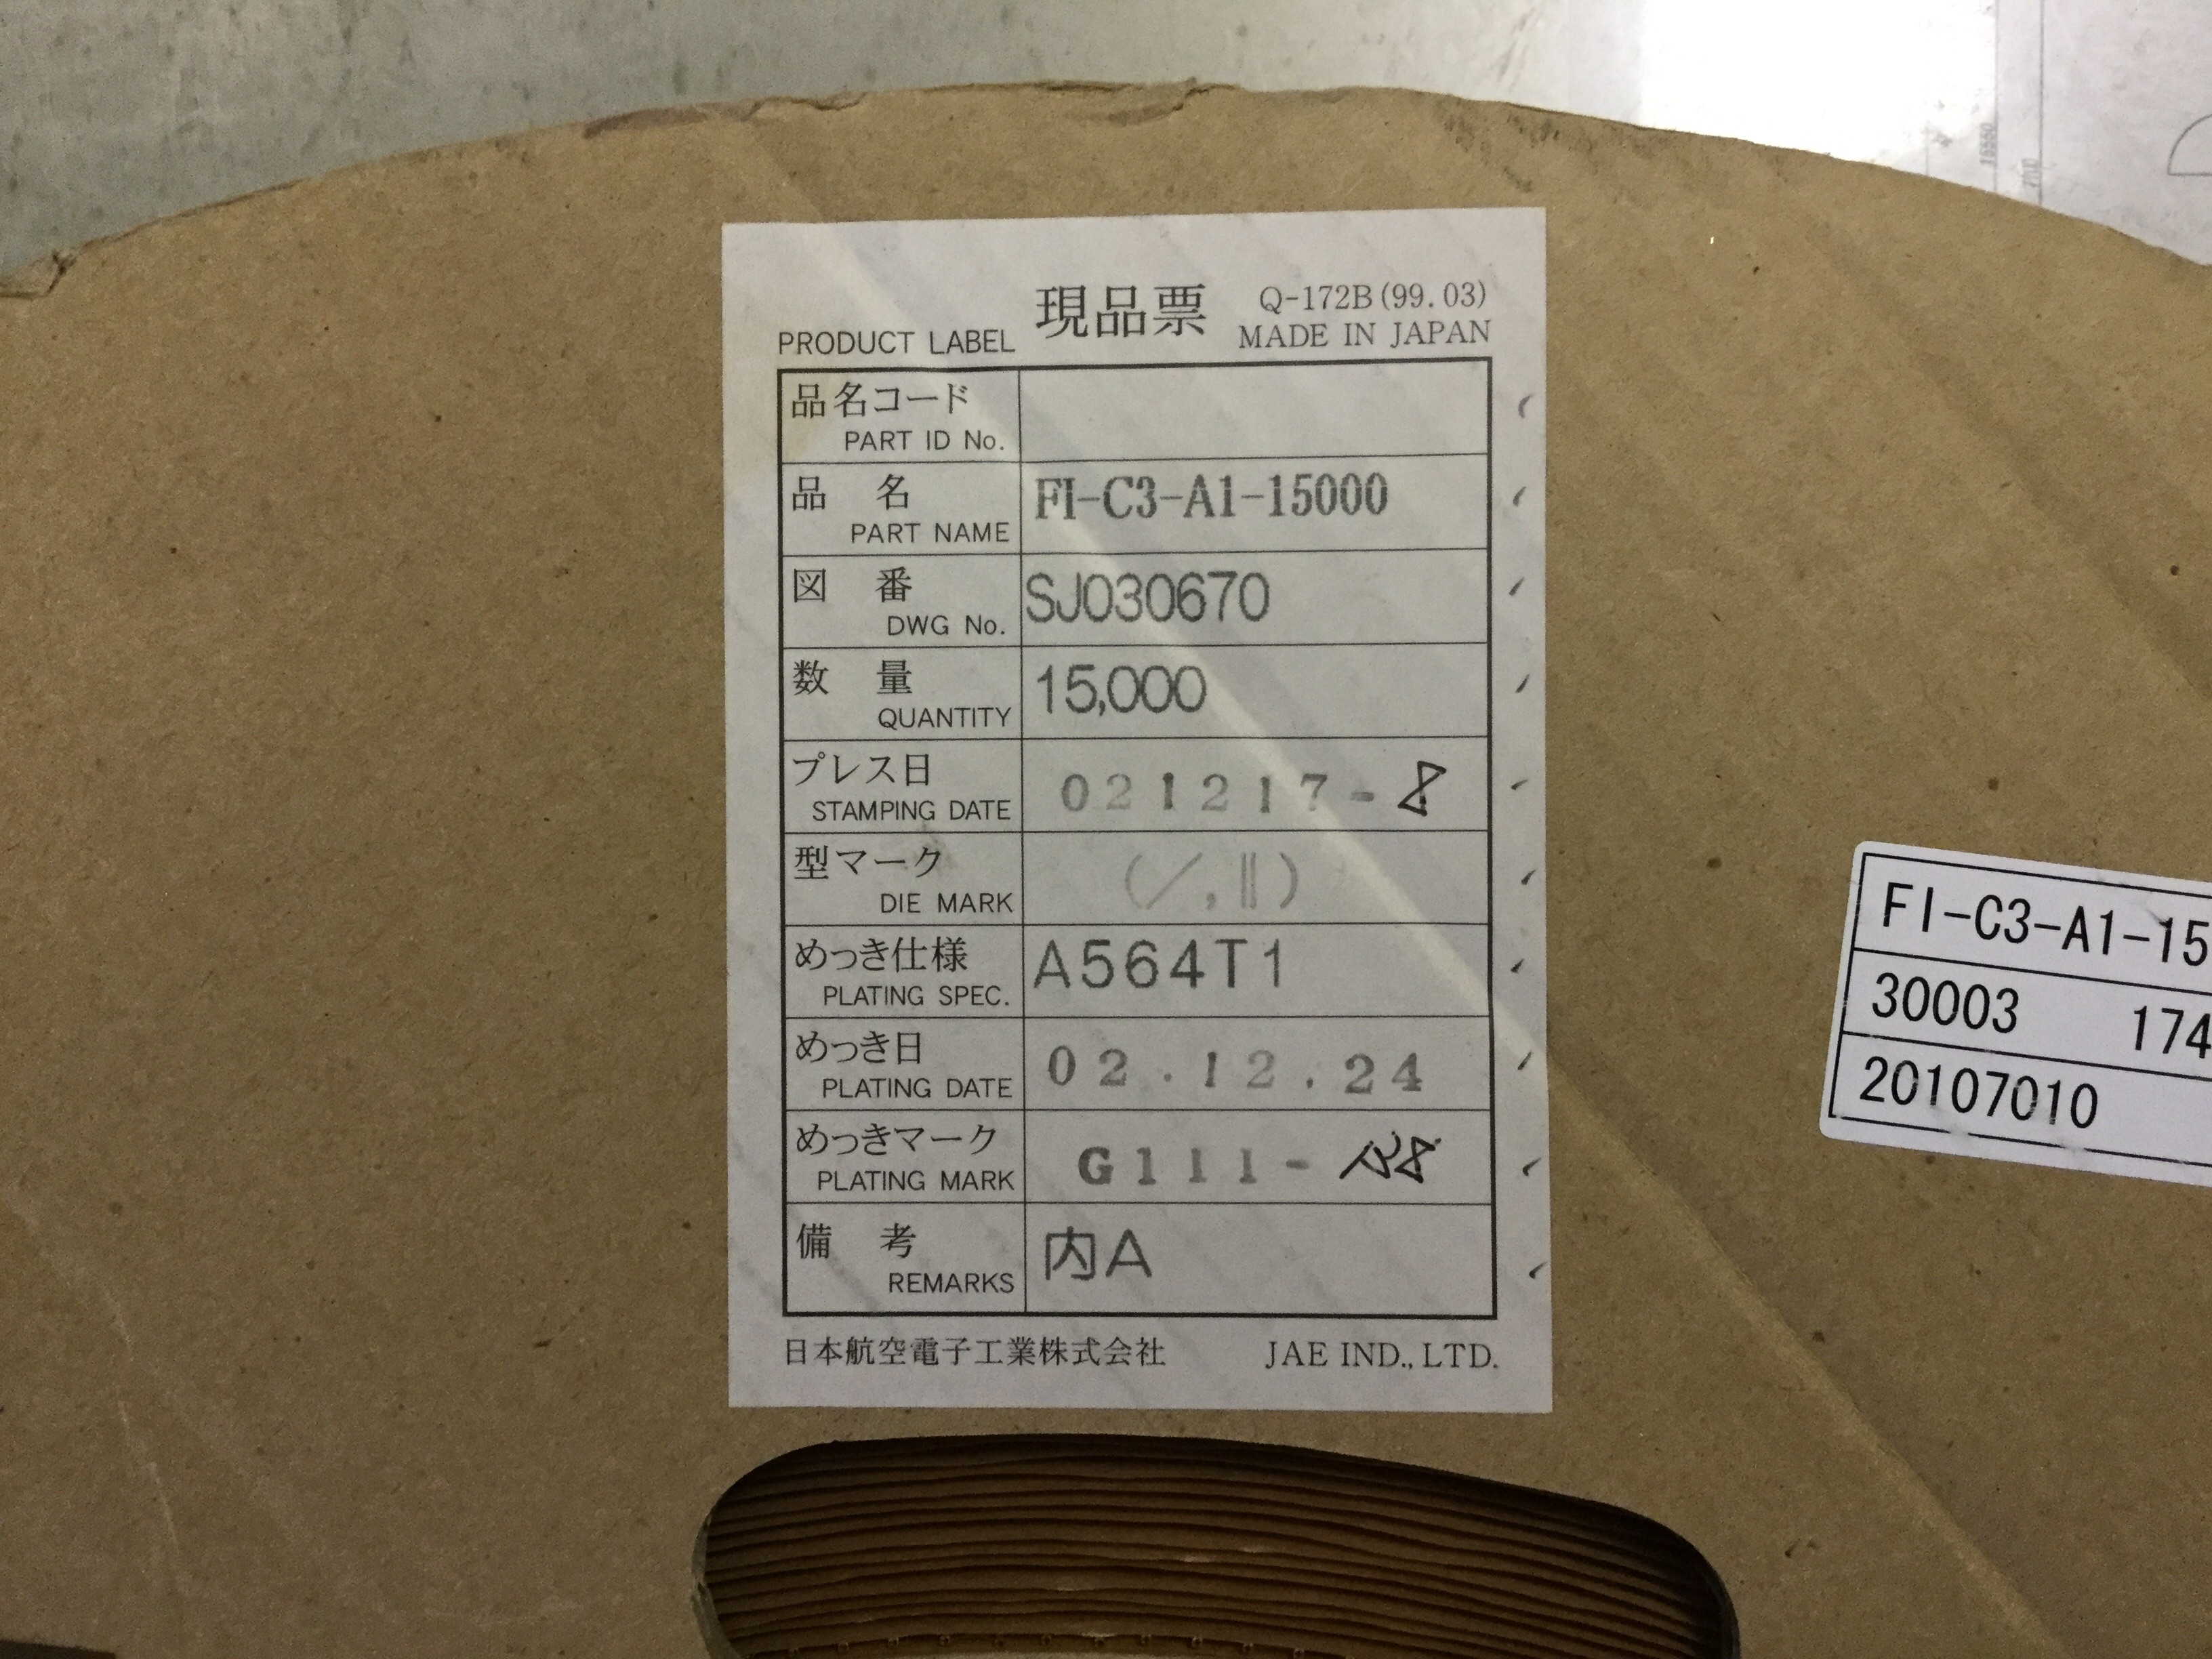 現品票
Q-172B(99.03)
PRODUCT LABEL
MADE IN JAPAN
品名コード
PART ID No.
品 名
PART NAME
FI-C3-A1-15000
図 番
DWG No.
SJ030670
数 量
QUANTITY
15,000
プレス日
STAMPING DATE
021217-8
型マーク
DIE MARK
(/,||)
めっき仕様
PLATING SPEC.
A564T1
めっき日
PLATING DATE
02.12.24
めっきマーク
PLATING MARK
G111-
備 考
REMARKS
内A
日本航空電子工業株式会社
JAE IND., LTD.
FI-C3-A1-15
30003 174
20107010